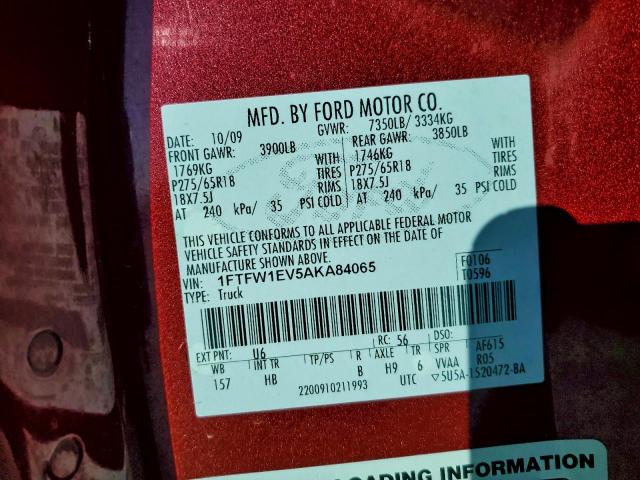 MFD. BY FORD MOTOR CO.
DATE: 10/09 GVWR: 7350LB/ 3334KG
FRONT GAWR: 3900LB REAR GAWR: 3850LB
1769KG WITH 1746KG WITH
P275/65R18 TIRES P275/65R18 TIRES
18X7.5J RIMS 18X7.5J RIMS
AT 240 kPa/ 35 PSI COLD AT 240 kPa/ 35 PSI COLD
THIS VEHICLE CONFORMS TO ALL APPLICABLE FEDERAL MOTOR
VEHICLE SAFETY STANDARDS IN EFFECT ON THE DATE OF
MANUFACTURE SHOWN ABOVE.
VIN: 1FTFW1EV5AKA84065 F0106
TYPE: Truck T0596
EXT PNT: U6 RC: 56 DSO:
WB INT TR TP/PS R AXLE TR SPR AF615
157 HB B H9 6 VVAA R05
2200910211993 UTC ▽5U5A-1520472-BA
Ford
LOADING INFORMATION